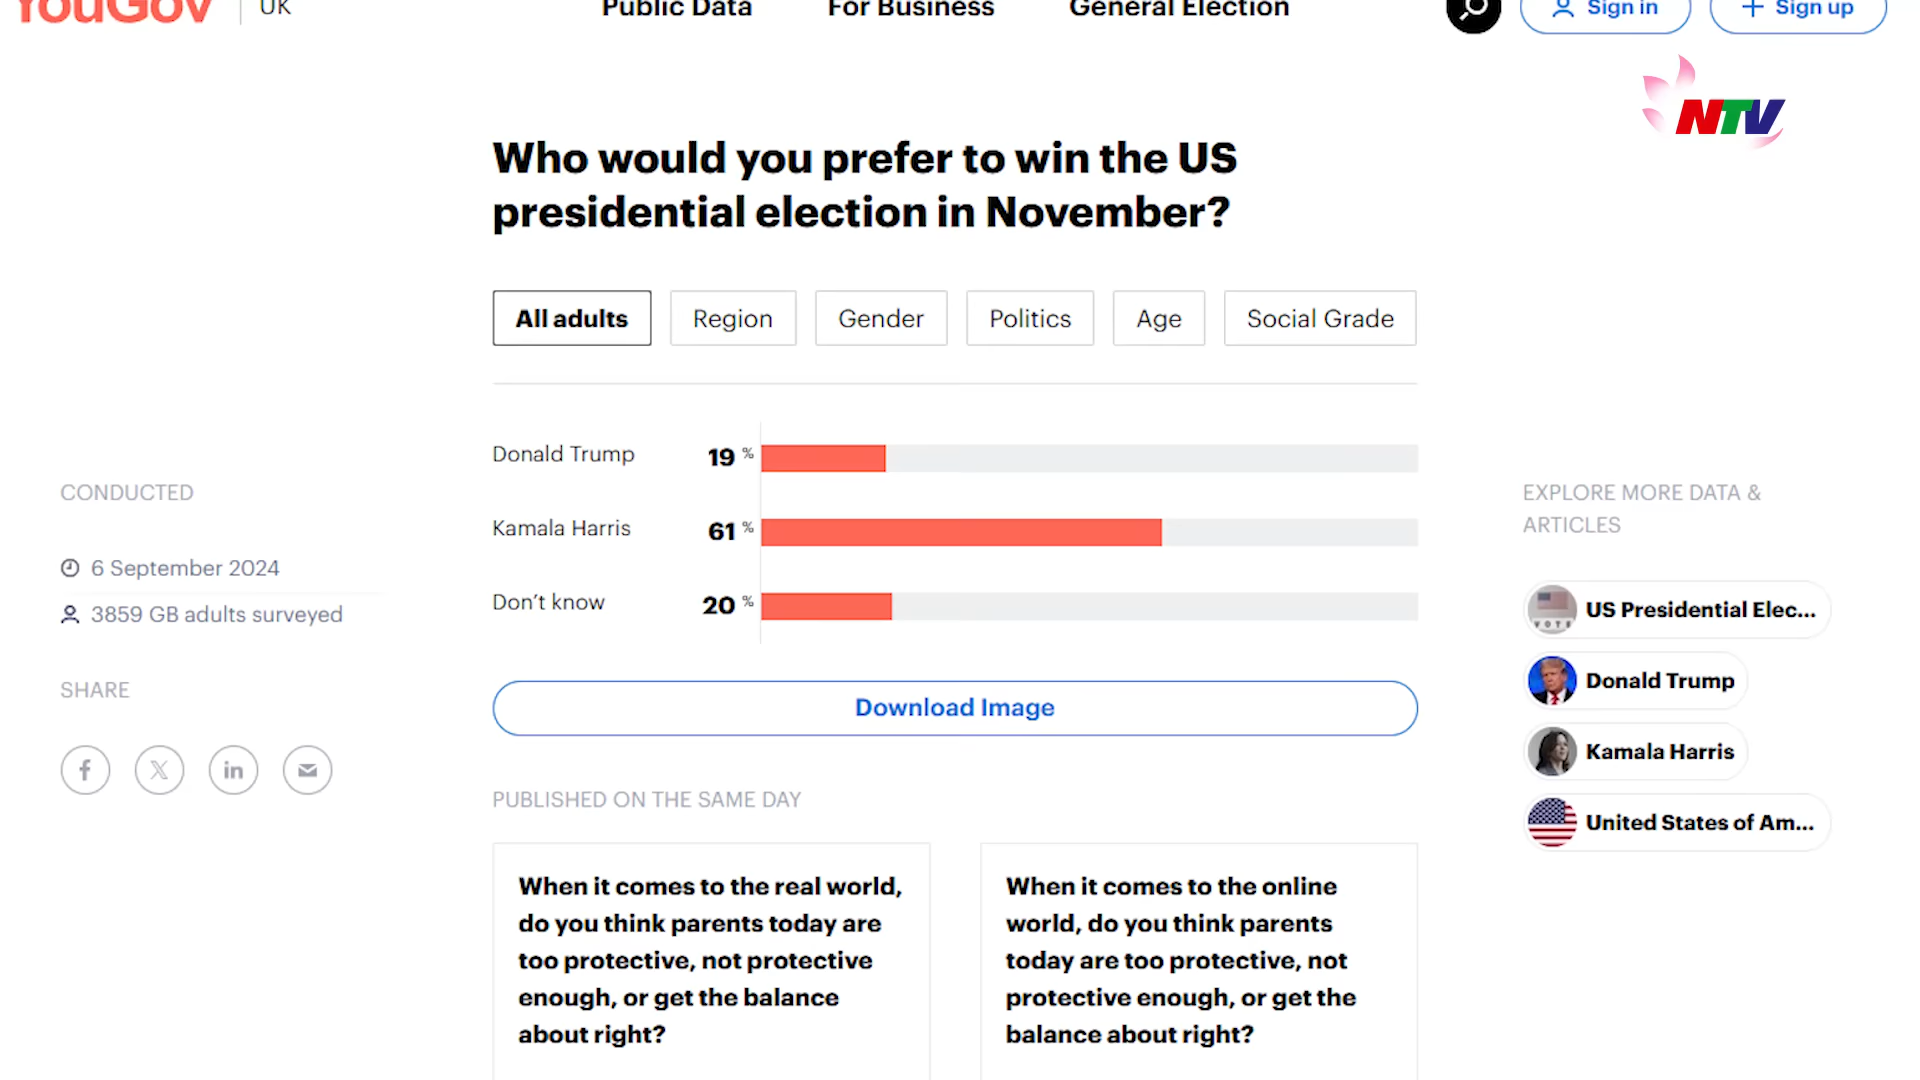 YouGov UK
Public Data For Business General Election
Sign in Sign up
NTV
Who would you prefer to win the US
presidential election in November?
All adults Region Gender Politics Age Social Grade
Donald Trump 19 %
Kamala Harris 61 %
Don't know 20 %
CONDUCTED
6 September 2024
3859 GB adults surveyed
SHARE
EXPLORE MORE DATA &
ARTICLES
VOTE
US Presidential Elec...
Donald Trump
Kamala Harris
United States of Am...
Download Image
PUBLISHED ON THE SAME DAY
When it comes to the real world,
do you think parents today are
too protective, not protective
enough, or get the balance
about right?
When it comes to the online
world, do you think parents
today are too protective, not
protective enough, or get the
balance about right?